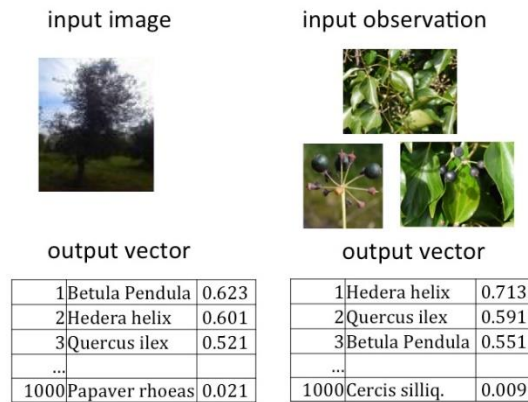 input image
input observation
output vector
1 Betula Pendula 0.623
2 Hedera helix 0.601
3 Quercus ilex 0.521
...
1000 Papaver rhoeas 0.021
output vector
1 Hedera helix 0.713
2 Quercus ilex 0.591
3 Betula Pendula 0.551
...
1000 Cercis silliq. 0.009